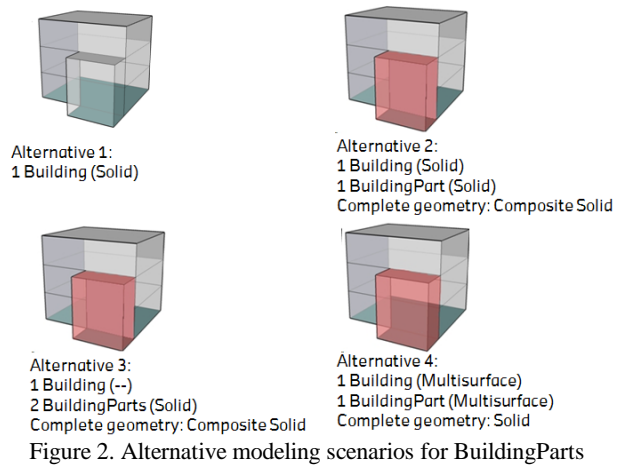 Alternative 1:
1 Building (Solid)
Alternative 2:
1 Building (Solid)
1 BuildingPart (Solid)
Complete geometry: Composite Solid
Alternative 3:
1 Building (--)
2 BuildingParts (Solid)
Complete geometry: Composite Solid
Alternative 4:
1 Building (Multisurface)
1 BuildingPart (Multisurface)
Complete geometry: Solid
Figure 2. Alternative modeling scenarios for BuildingParts